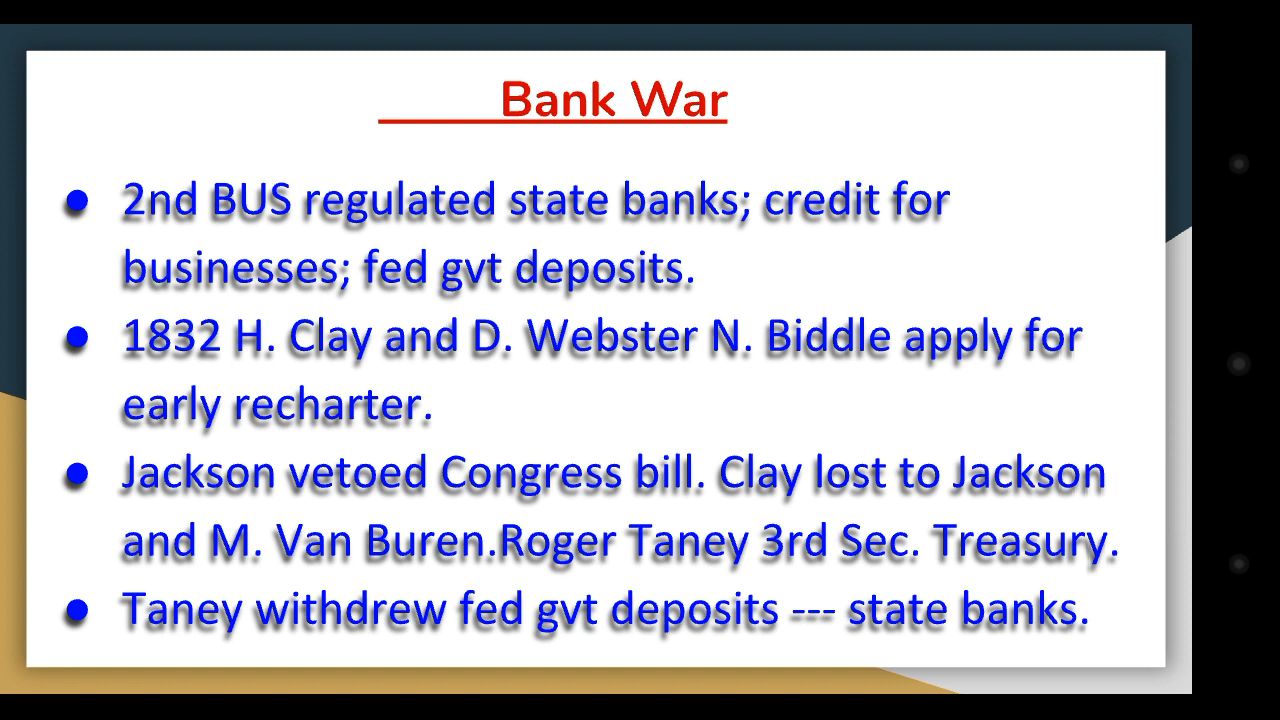 Bank War
● 2nd BUS regulated state banks; credit for
businesses; fed gvt deposits.
● 1832 H. Clay and D. Webster N. Biddle apply for
early recharter.
● Jackson vetoed Congress bill. Clay lost to Jackson
and M. Van Buren.Roger Taney 3rd Sec. Treasury.
● Taney withdrew fed gvt deposits --- state banks.